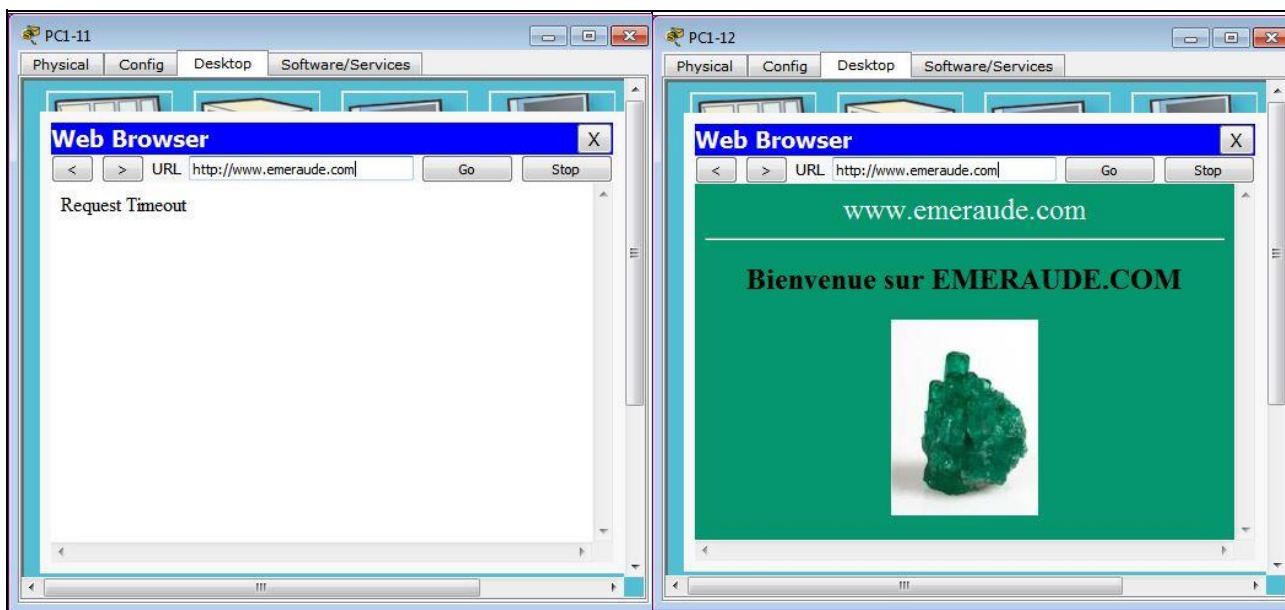 PC1-11
Physical Config Desktop Software/Services
Web Browser X
< > URL http://www.emeraude.com Go Stop
Request Timeout
PC1-12
Physical Config Desktop Software/Services
Web Browser X
< > URL http://www.emeraude.com Go Stop
www.emeraude.com
Bienvenue sur EMERAUDE.COM